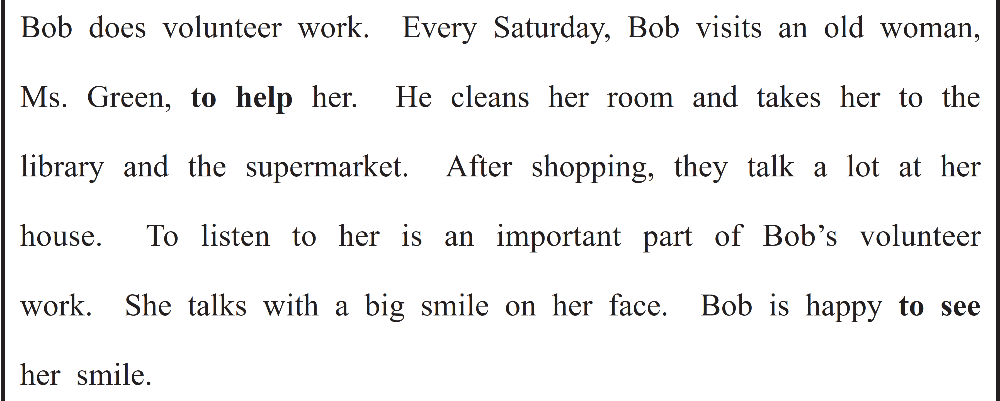 Bob does volunteer work. Every Saturday, Bob visits an old woman,
Ms. Green, to help her. He cleans her room and takes her to the
library and the supermarket. After shopping, they talk a lot at her
house. To listen to her is an important part of Bob’s volunteer
work. She talks with a big smile on her face. Bob is happy to see
her smile.